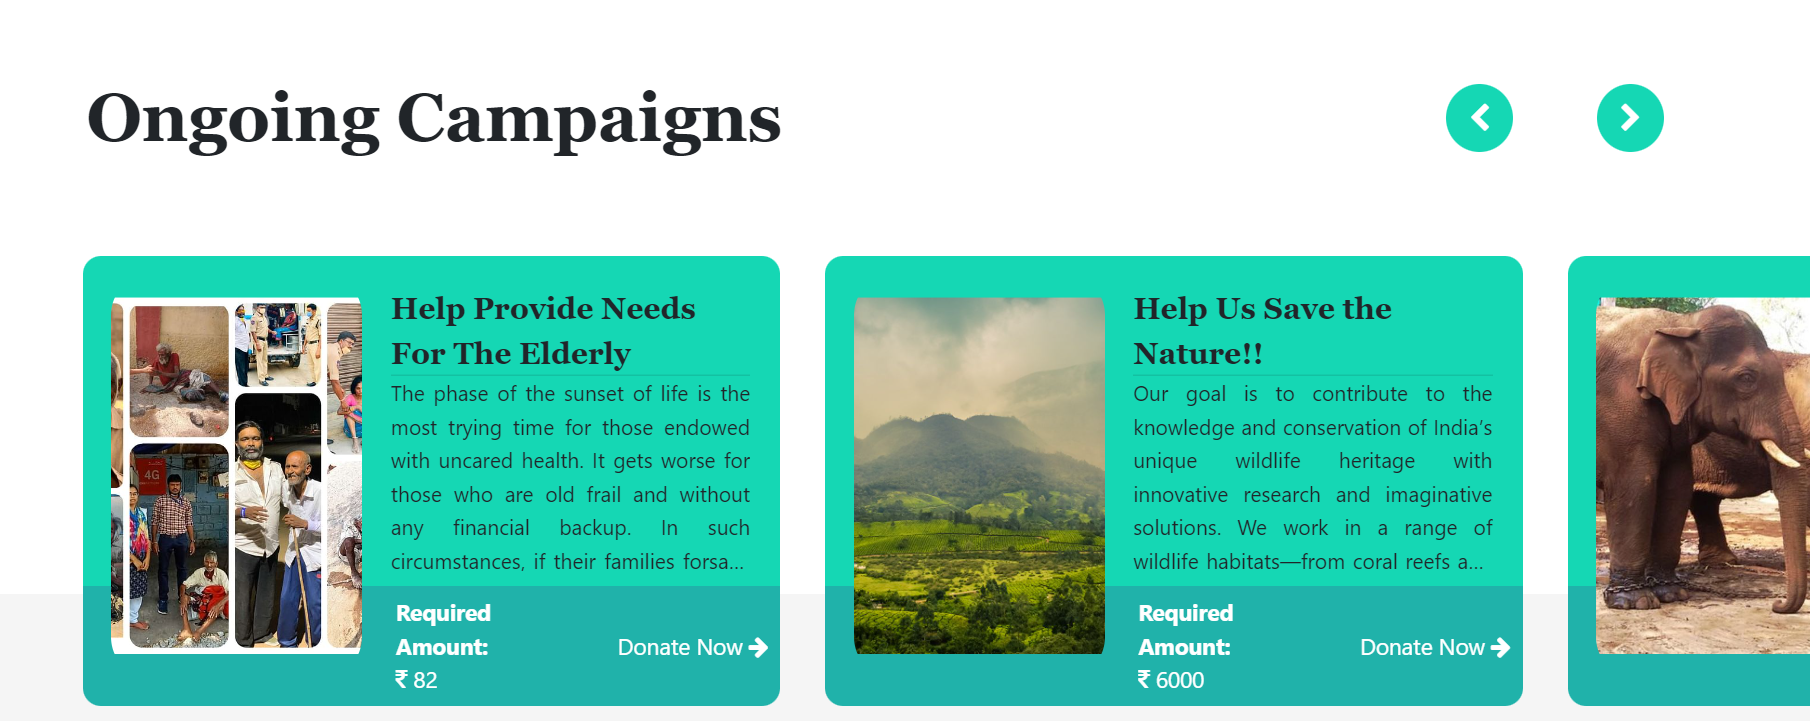 Ongoing Campaigns
Help Provide Needs
For The Elderly
The phase of the sunset of life is the
most trying time for those endowed
with uncared health. It gets worse for
those who are old frail and without
any financial backup. In such
circumstances, if their families forsa...
4G
Required
Amount:
₹ 82
Donate Now
Help Us Save the
Nature!!
Our goal is to contribute to the
knowledge and conservation of India's
unique wildlife heritage with
innovative research and imaginative
solutions. We work in a range of
wildlife habitats—from coral reefs a...
Required
Amount:
₹ 6000
Donate Now